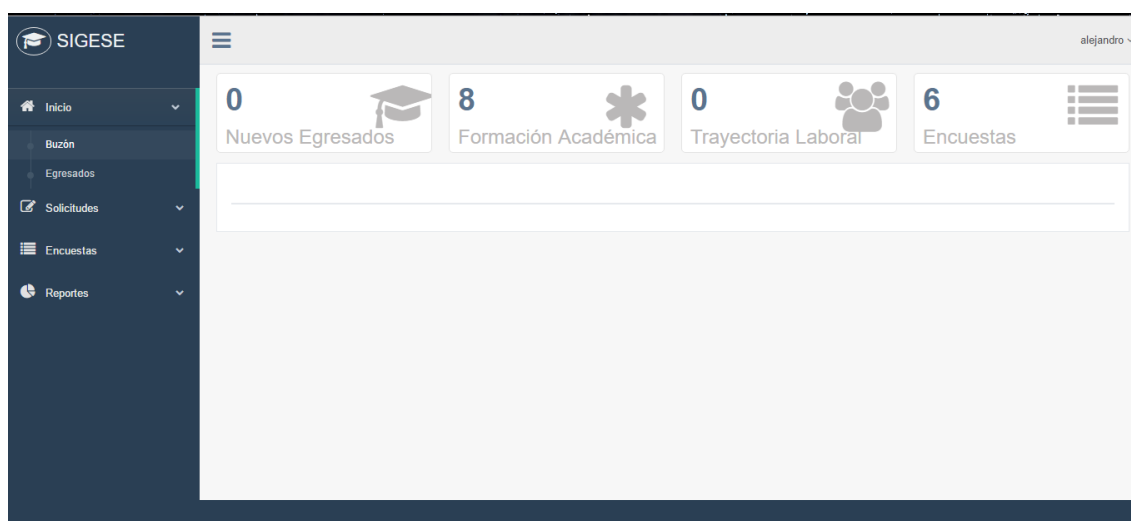 SIGESE
alejandro
Inicio
Buzón
Egresados
Solicitudes
Encuestas
Reportes
0
Nuevos Egresados
8
Formación Académica
0
Trayectoria Laboral
6
Encuestas